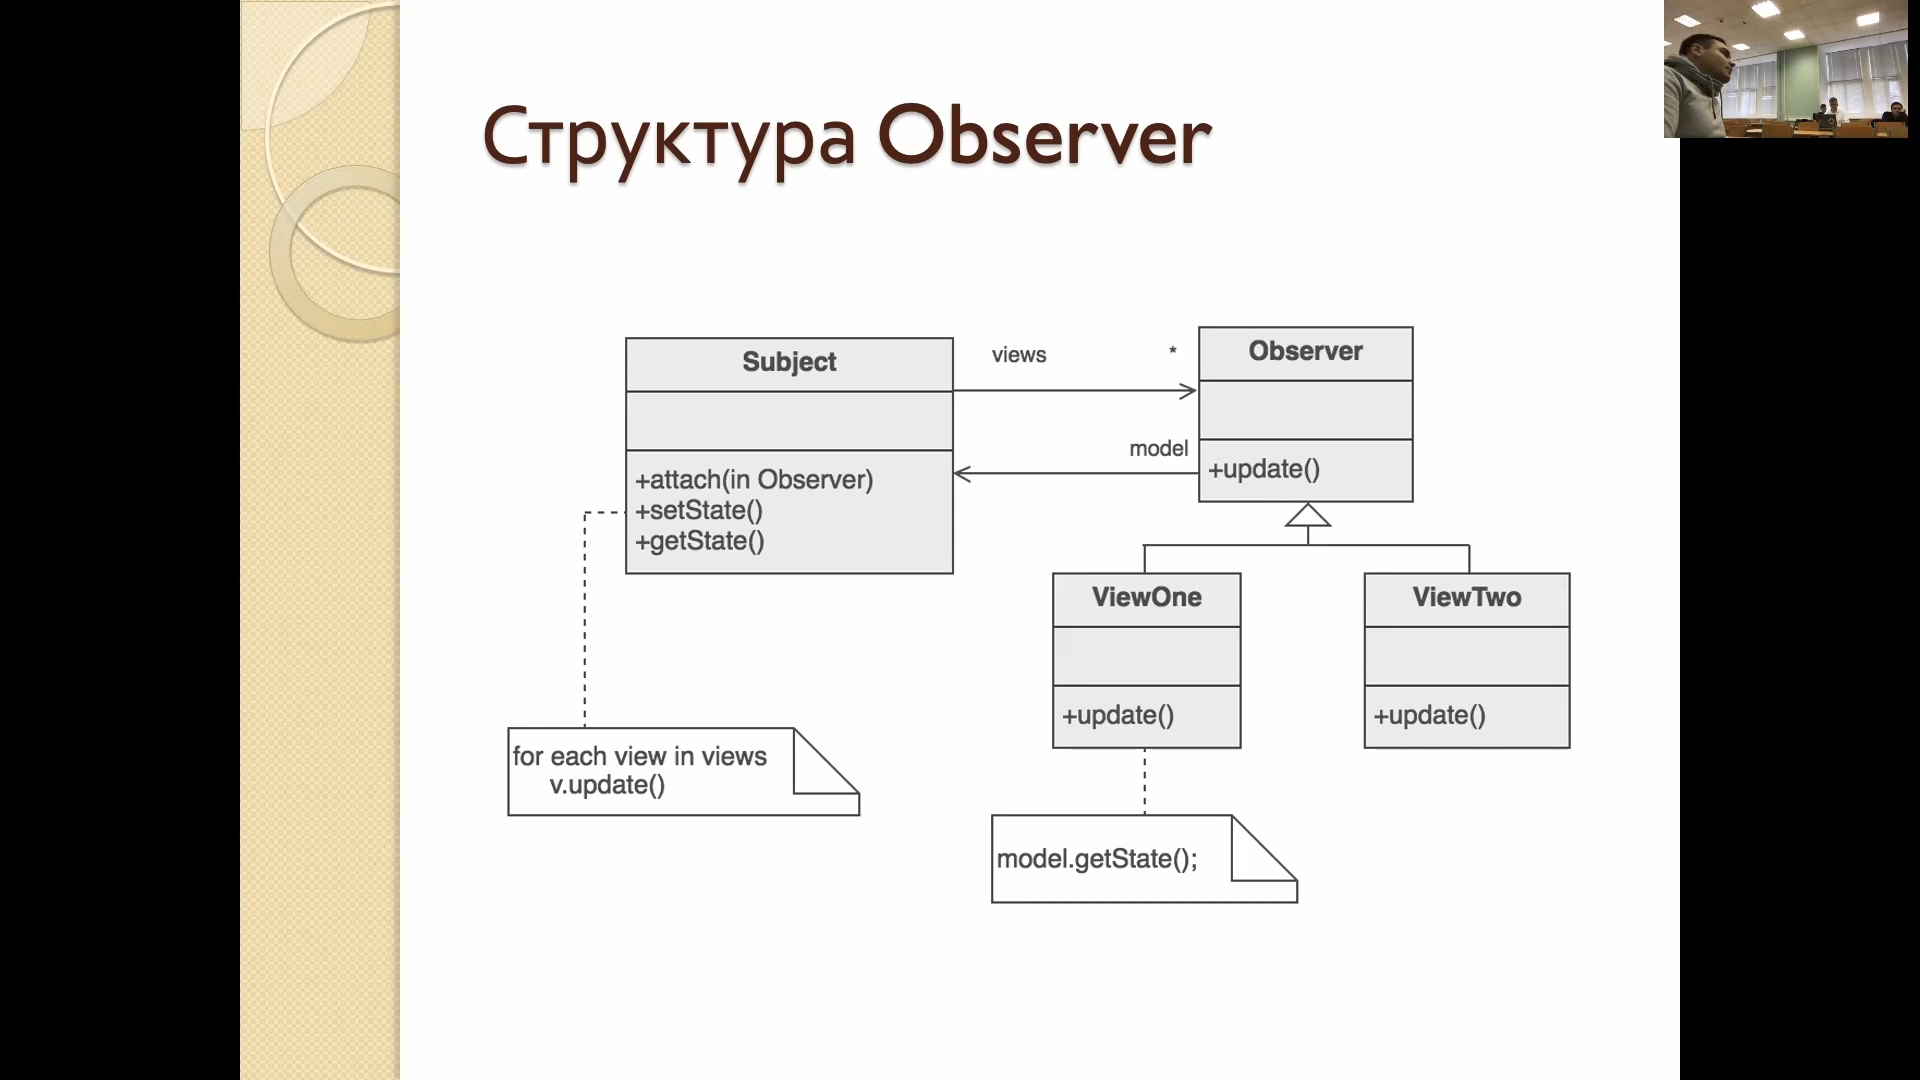 Структура Observer
Subject
+attach(in Observer)
+setState()
+getState()
views
*
model
Observer
+update()
ViewOne
+update()
ViewTwo
+update()
for each view in views
v.update()
model.getState();